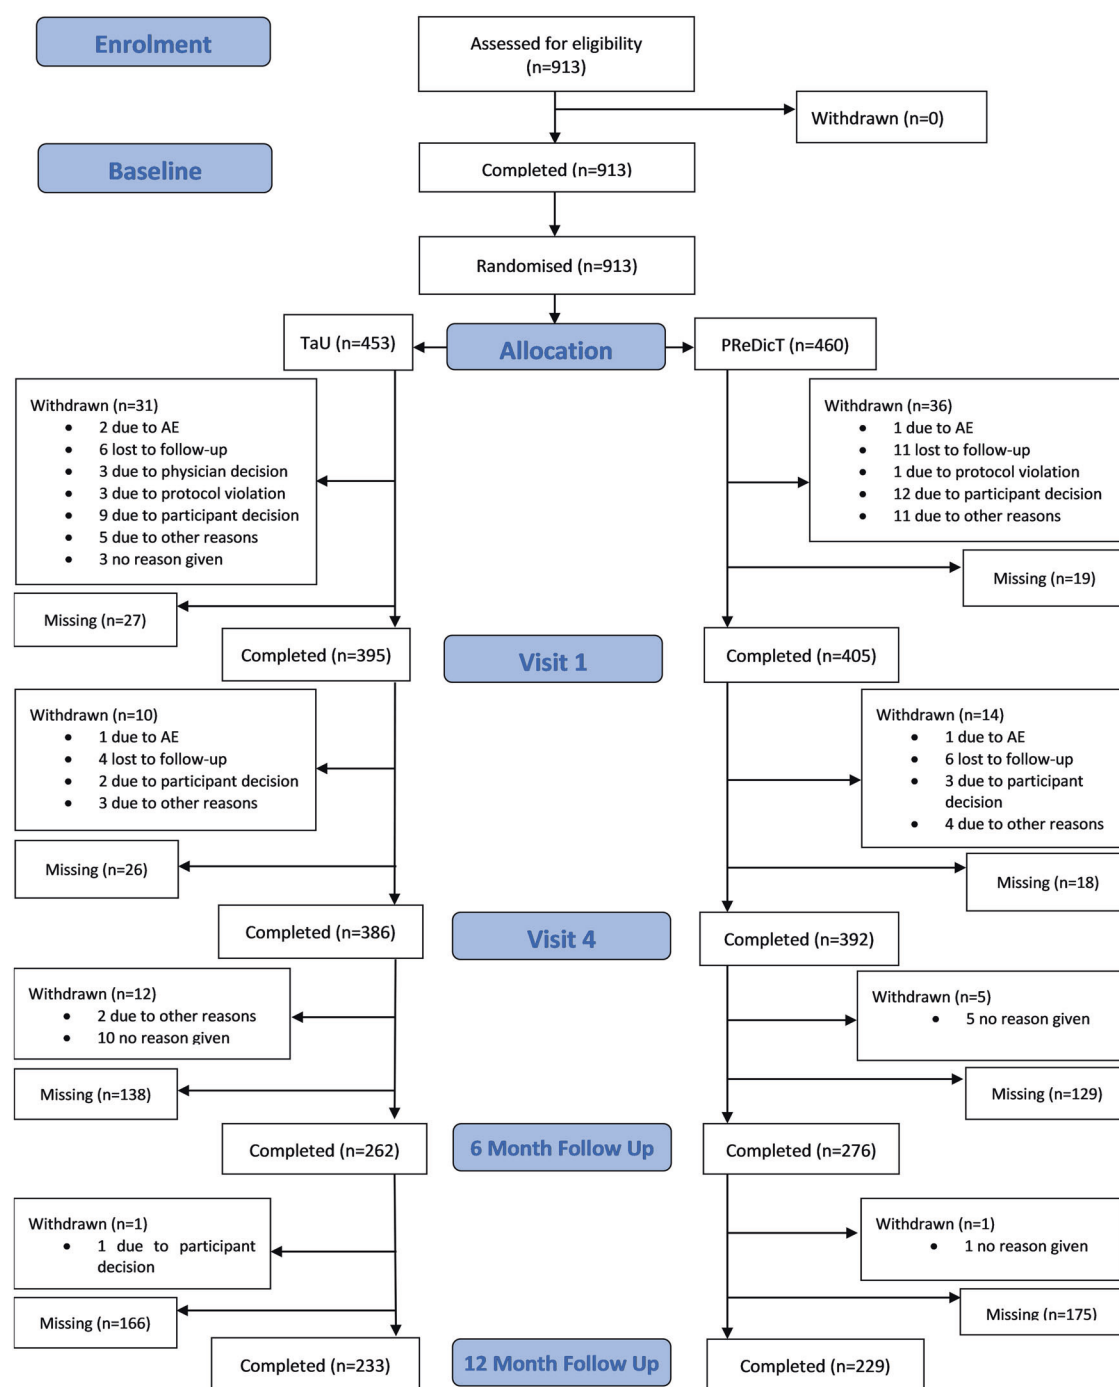 Enrolment
Assessed for eligibility
(n=913)
Withdrawn (n=0)
Baseline
Completed (n=913)
Randomised (n=913)
TaU (n=453)
Allocation
PReDicT (n=460)
Withdrawn (n=31)
• 2 due to AE
• 6 lost to follow-up
• 3 due to physician decision
• 3 due to protocol violation
• 9 due to participant decision
• 5 due to other reasons
• 3 no reason given
Withdrawn (n=36)
• 1 due to AE
• 11 lost to follow-up
• 1 due to protocol violation
• 12 due to participant decision
• 11 due to other reasons
Missing (n=27)
Missing (n=19)
Completed (n=395)
Visit 1
Completed (n=405)
Withdrawn (n=10)
• 1 due to AE
• 4 lost to follow-up
• 2 due to participant decision
• 3 due to other reasons
Withdrawn (n=14)
• 1 due to AE
• 6 lost to follow-up
• 3 due to participant
decision
• 4 due to other reasons
Missing (n=26)
Missing (n=18)
Completed (n=386)
Visit 4
Completed (n=392)
Withdrawn (n=12)
• 2 due to other reasons
• 10 no reason given
Withdrawn (n=5)
• 5 no reason given
Missing (n=138)
Missing (n=129)
Completed (n=262)
6 Month Follow Up
Completed (n=276)
Withdrawn (n=1)
• 1 due to participant
decision
Withdrawn (n=1)
• 1 no reason given
Missing (n=166)
Missing (n=175)
Completed (n=233)
12 Month Follow Up
Completed (n=229)